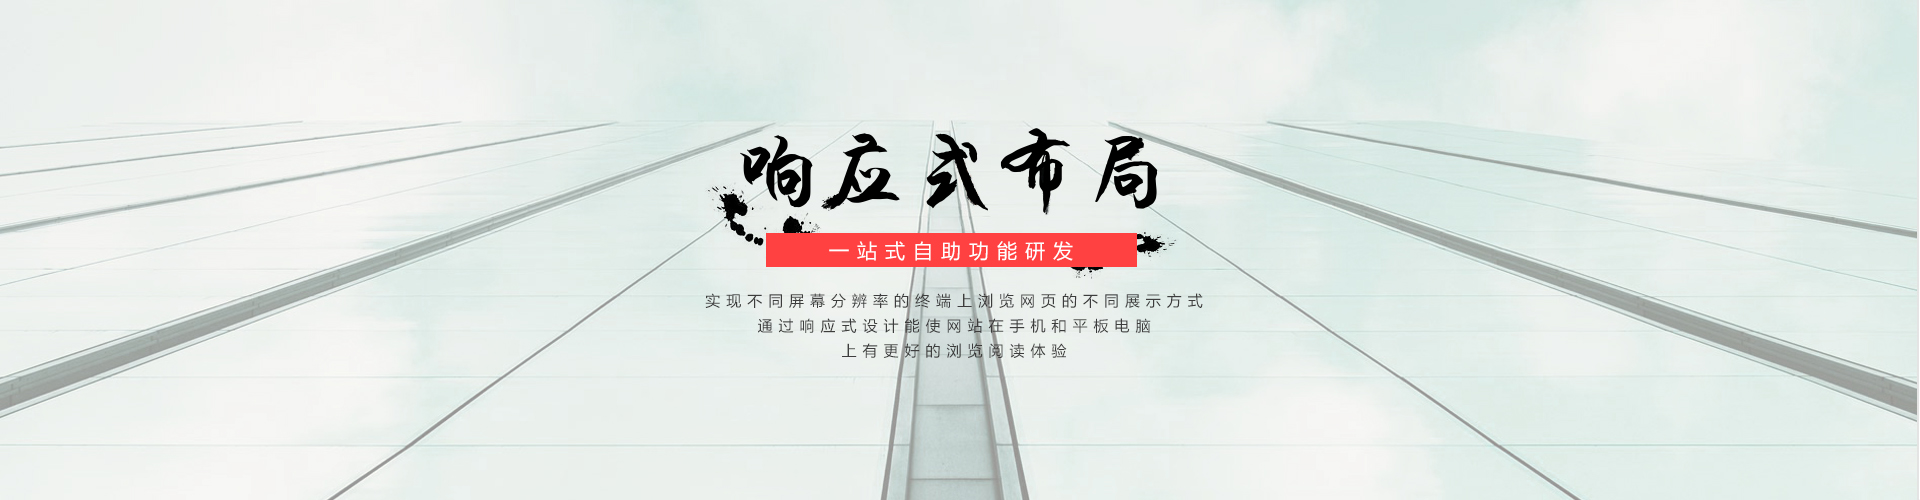 响应式布局
一站式自助功能研发
实现不同屏幕分辨率的终端上浏览网页的不同展示方式
通过响应式设计能使网站在手机和平板电脑
上有更好的浏览阅读体验